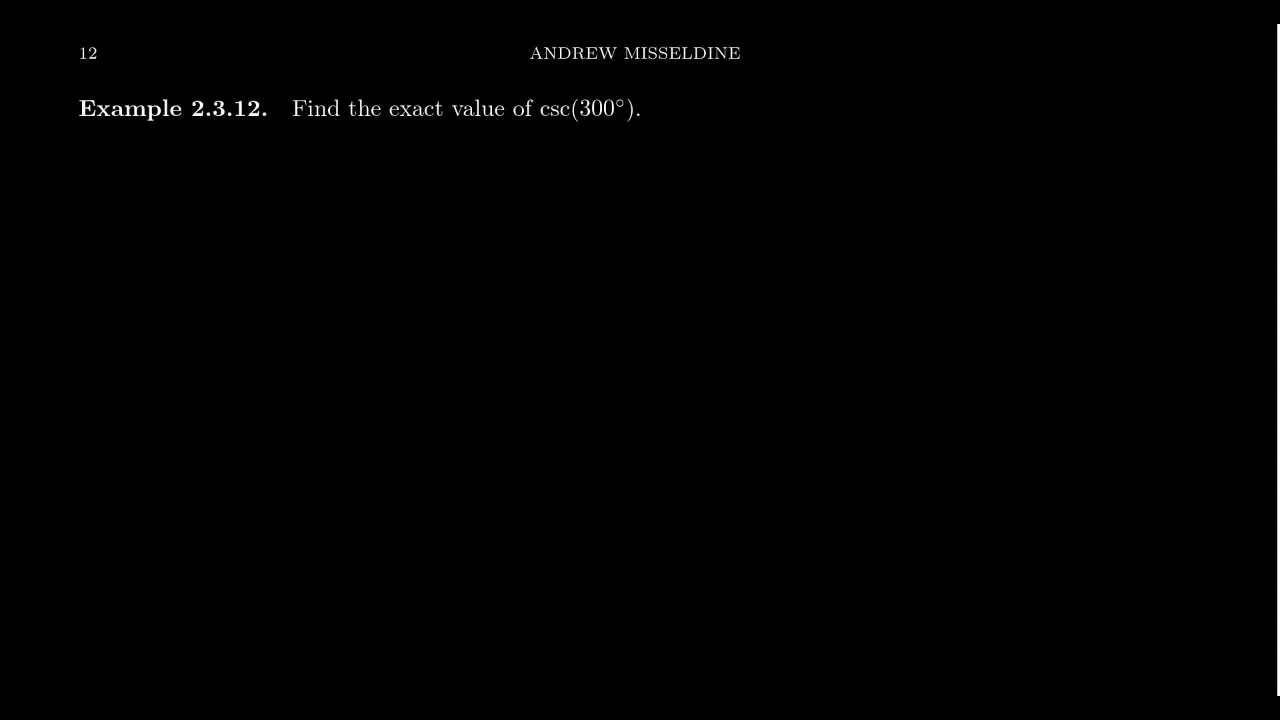 12 ANDREW MISSELDINE
Example 2.3.12. Find the exact value of csc(300°).